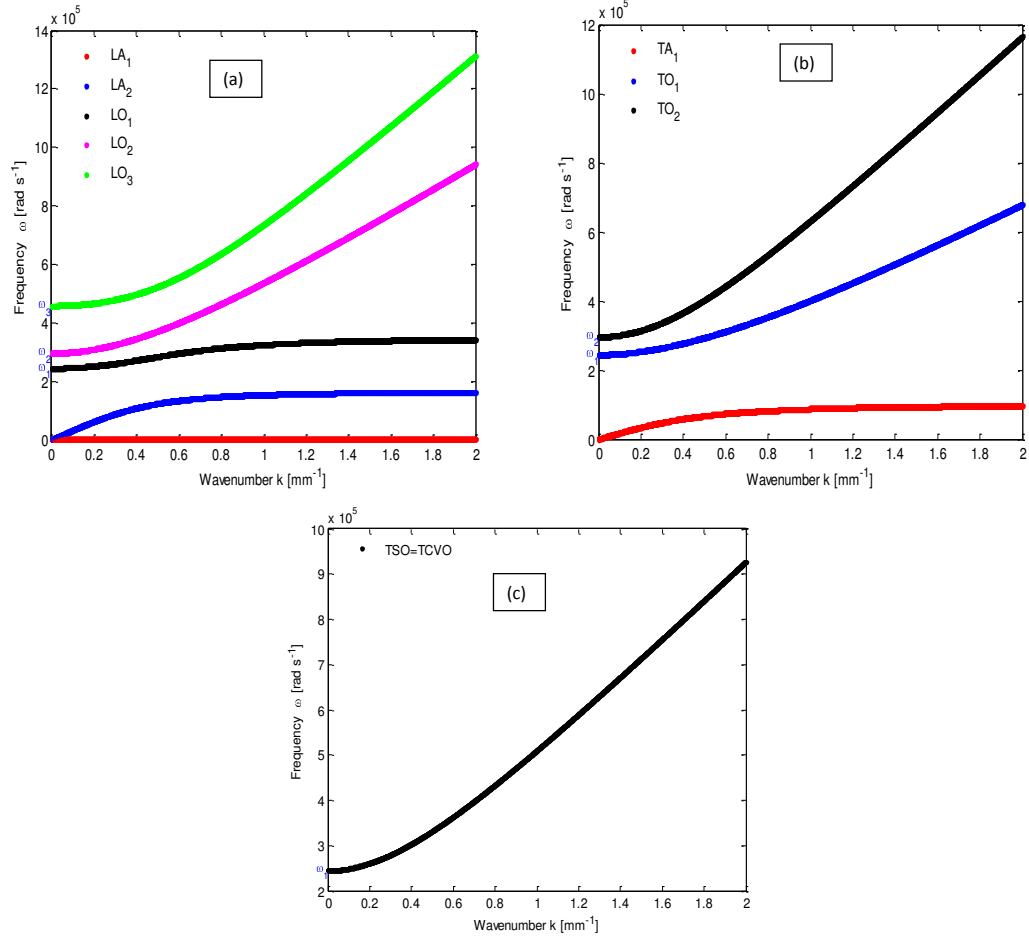 x 10⁵
14
12
10
8
6
4
2
0
ω₃
ω₂
ω₁
Frequency ω [rad s⁻¹]
LA₁
LA₂
LO₁
LO₂
LO₃
(a)
0 0.2 0.4 0.6 0.8 1 1.2 1.4 1.6 1.8 2
Wavenumber k [mm⁻¹]
x 10⁵
12
10
8
6
4
2
0
ω₂
ω₁
Frequency ω [rad s⁻¹]
TA₁
TO₁
TO₂
(b)
0 0.2 0.4 0.6 0.8 1 1.2 1.4 1.6 1.8 2
Wavenumber k [mm⁻¹]
x 10⁵
10
9
8
7
6
5
4
3
2
ω₁
Frequency ω [rad s⁻¹]
TSO=TCVO
(c)
0 0.2 0.4 0.6 0.8 1 1.2 1.4 1.6 1.8 2
Wavenumber k [mm⁻¹]